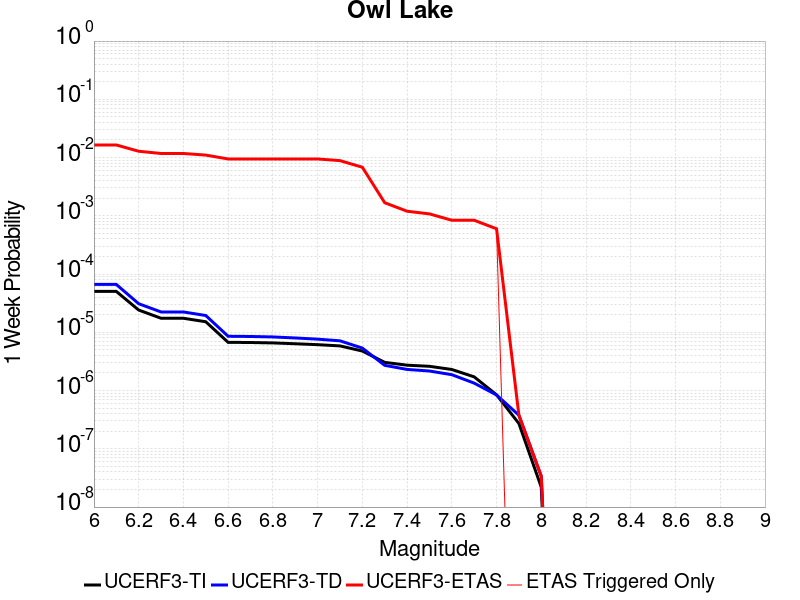 Owl Lake
10^0
10^-1
10^-2
10^-3
10^-4
10^-5
10^-6
10^-7
10^-8
1 Week Probability
6 6.2 6.4 6.6 6.8 7 7.2 7.4 7.6 7.8 8 8.2 8.4 8.6 8.8 9
Magnitude
UCERF3-TI UCERF3-TD UCERF3-ETAS ETAS Triggered Only